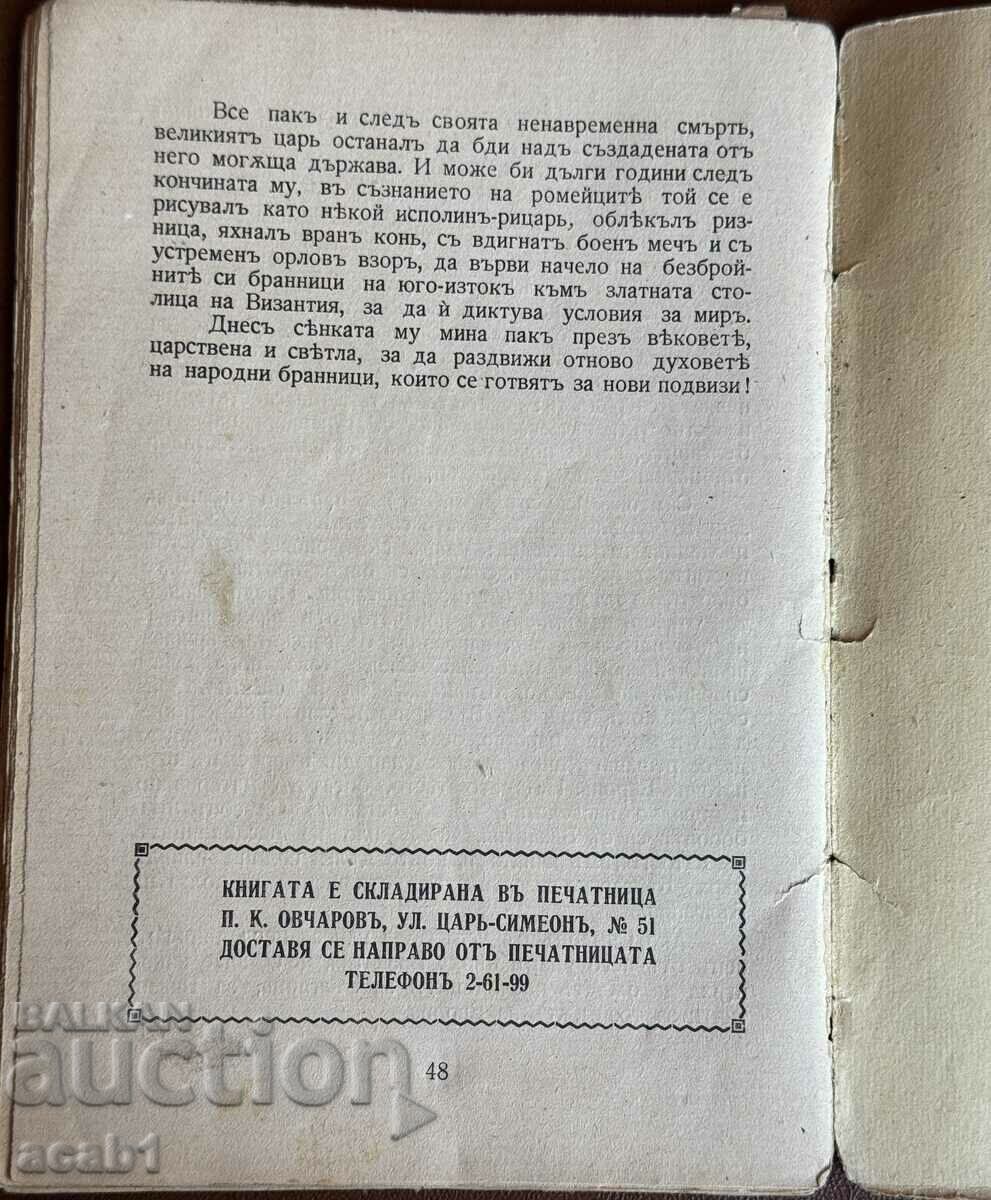 Все пакъ и следъ своята ненавременна смърть,
великиятъ царь останалъ да бди надъ създадената отъ
него могѫща държава. И може би дълги години следъ
кончината му, въ съзнанието на ромейцитѣ той се е
рисувалъ като нѣкой исполинъ-рицарь, облѣкълъ риз-
ница, яхналъ вранъ конь, съ вдигнатъ боенъ мечъ и съ
устременъ орловъ взоръ, да върви начело на безброй-
нитѣ си бранници на юго-изтокъ къмъ златната сто-
лица на Византия, за да ѝ диктува условия за миръ.
Днесъ сѣнката му мина пакъ презъ вѣковетѣ,
царствена и свѣтла, за да раздвижи отново духоветѣ
на народни бранници, които се готвятъ за нови подвизи!
КНИГАТА Е СКЛАДИРАНА ВЪ ПЕЧАТНИЦА
П. К. ОВЧАРОВЪ, УЛ. ЦАРЬ-СИМЕОНЪ, № 51
ДОСТАВЯ СЕ НАПРАВО ОТЪ ПЕЧАТНИЦАТА
ТЕЛЕФОНЪ 2-61-99
48
BALKAN
auction
acab1